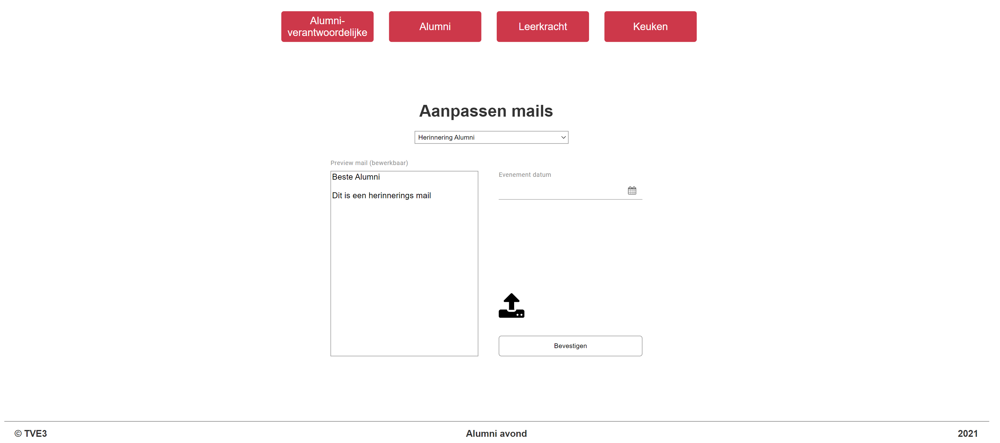 Alumni-
verantwoordelijke
Alumni
Leerkracht
Keuken
Aanpassen mails
Herinnering Alumni
Preview mail (bewerkbaar)
Beste Alumni
Dit is een herinnerings mail
Evenement datum
Bevestigen
© TVE3
Alumni avond
2021